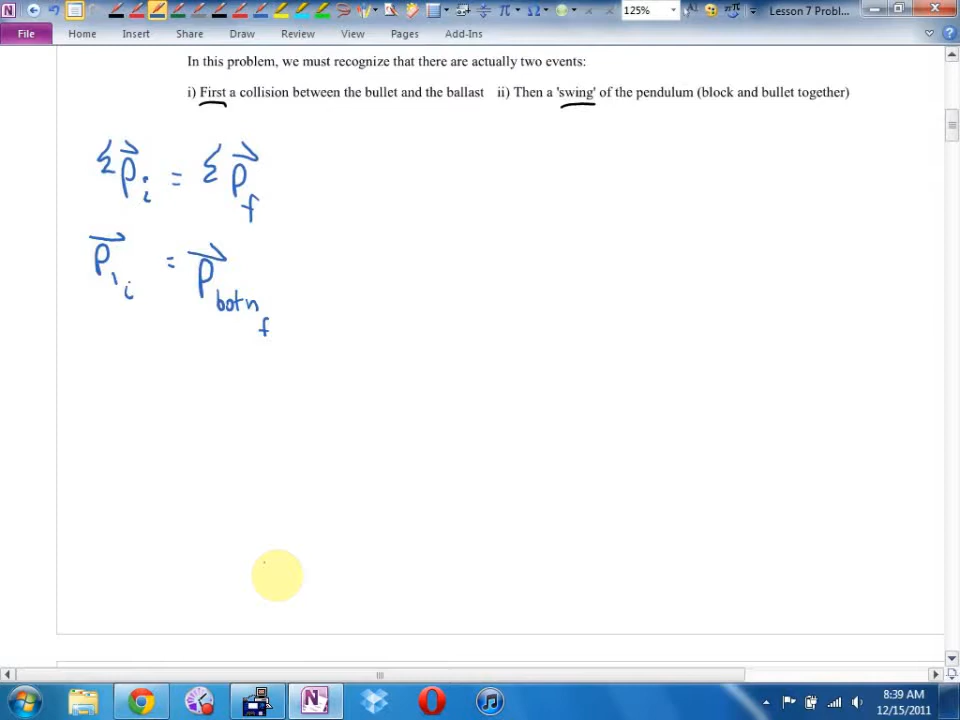 125%
Lesson 7 Probl...
File Home Insert Share Draw Review View Pages Add-Ins
In this problem, we must recognize that there are actually two events:
i) First a collision between the bullet and the ballast ii) Then a 'swing' of the pendulum (block and bullet together)
Σp⃗i = Σp⃗f
p⃗1i = p⃗both f
8:39 AM
12/15/2011